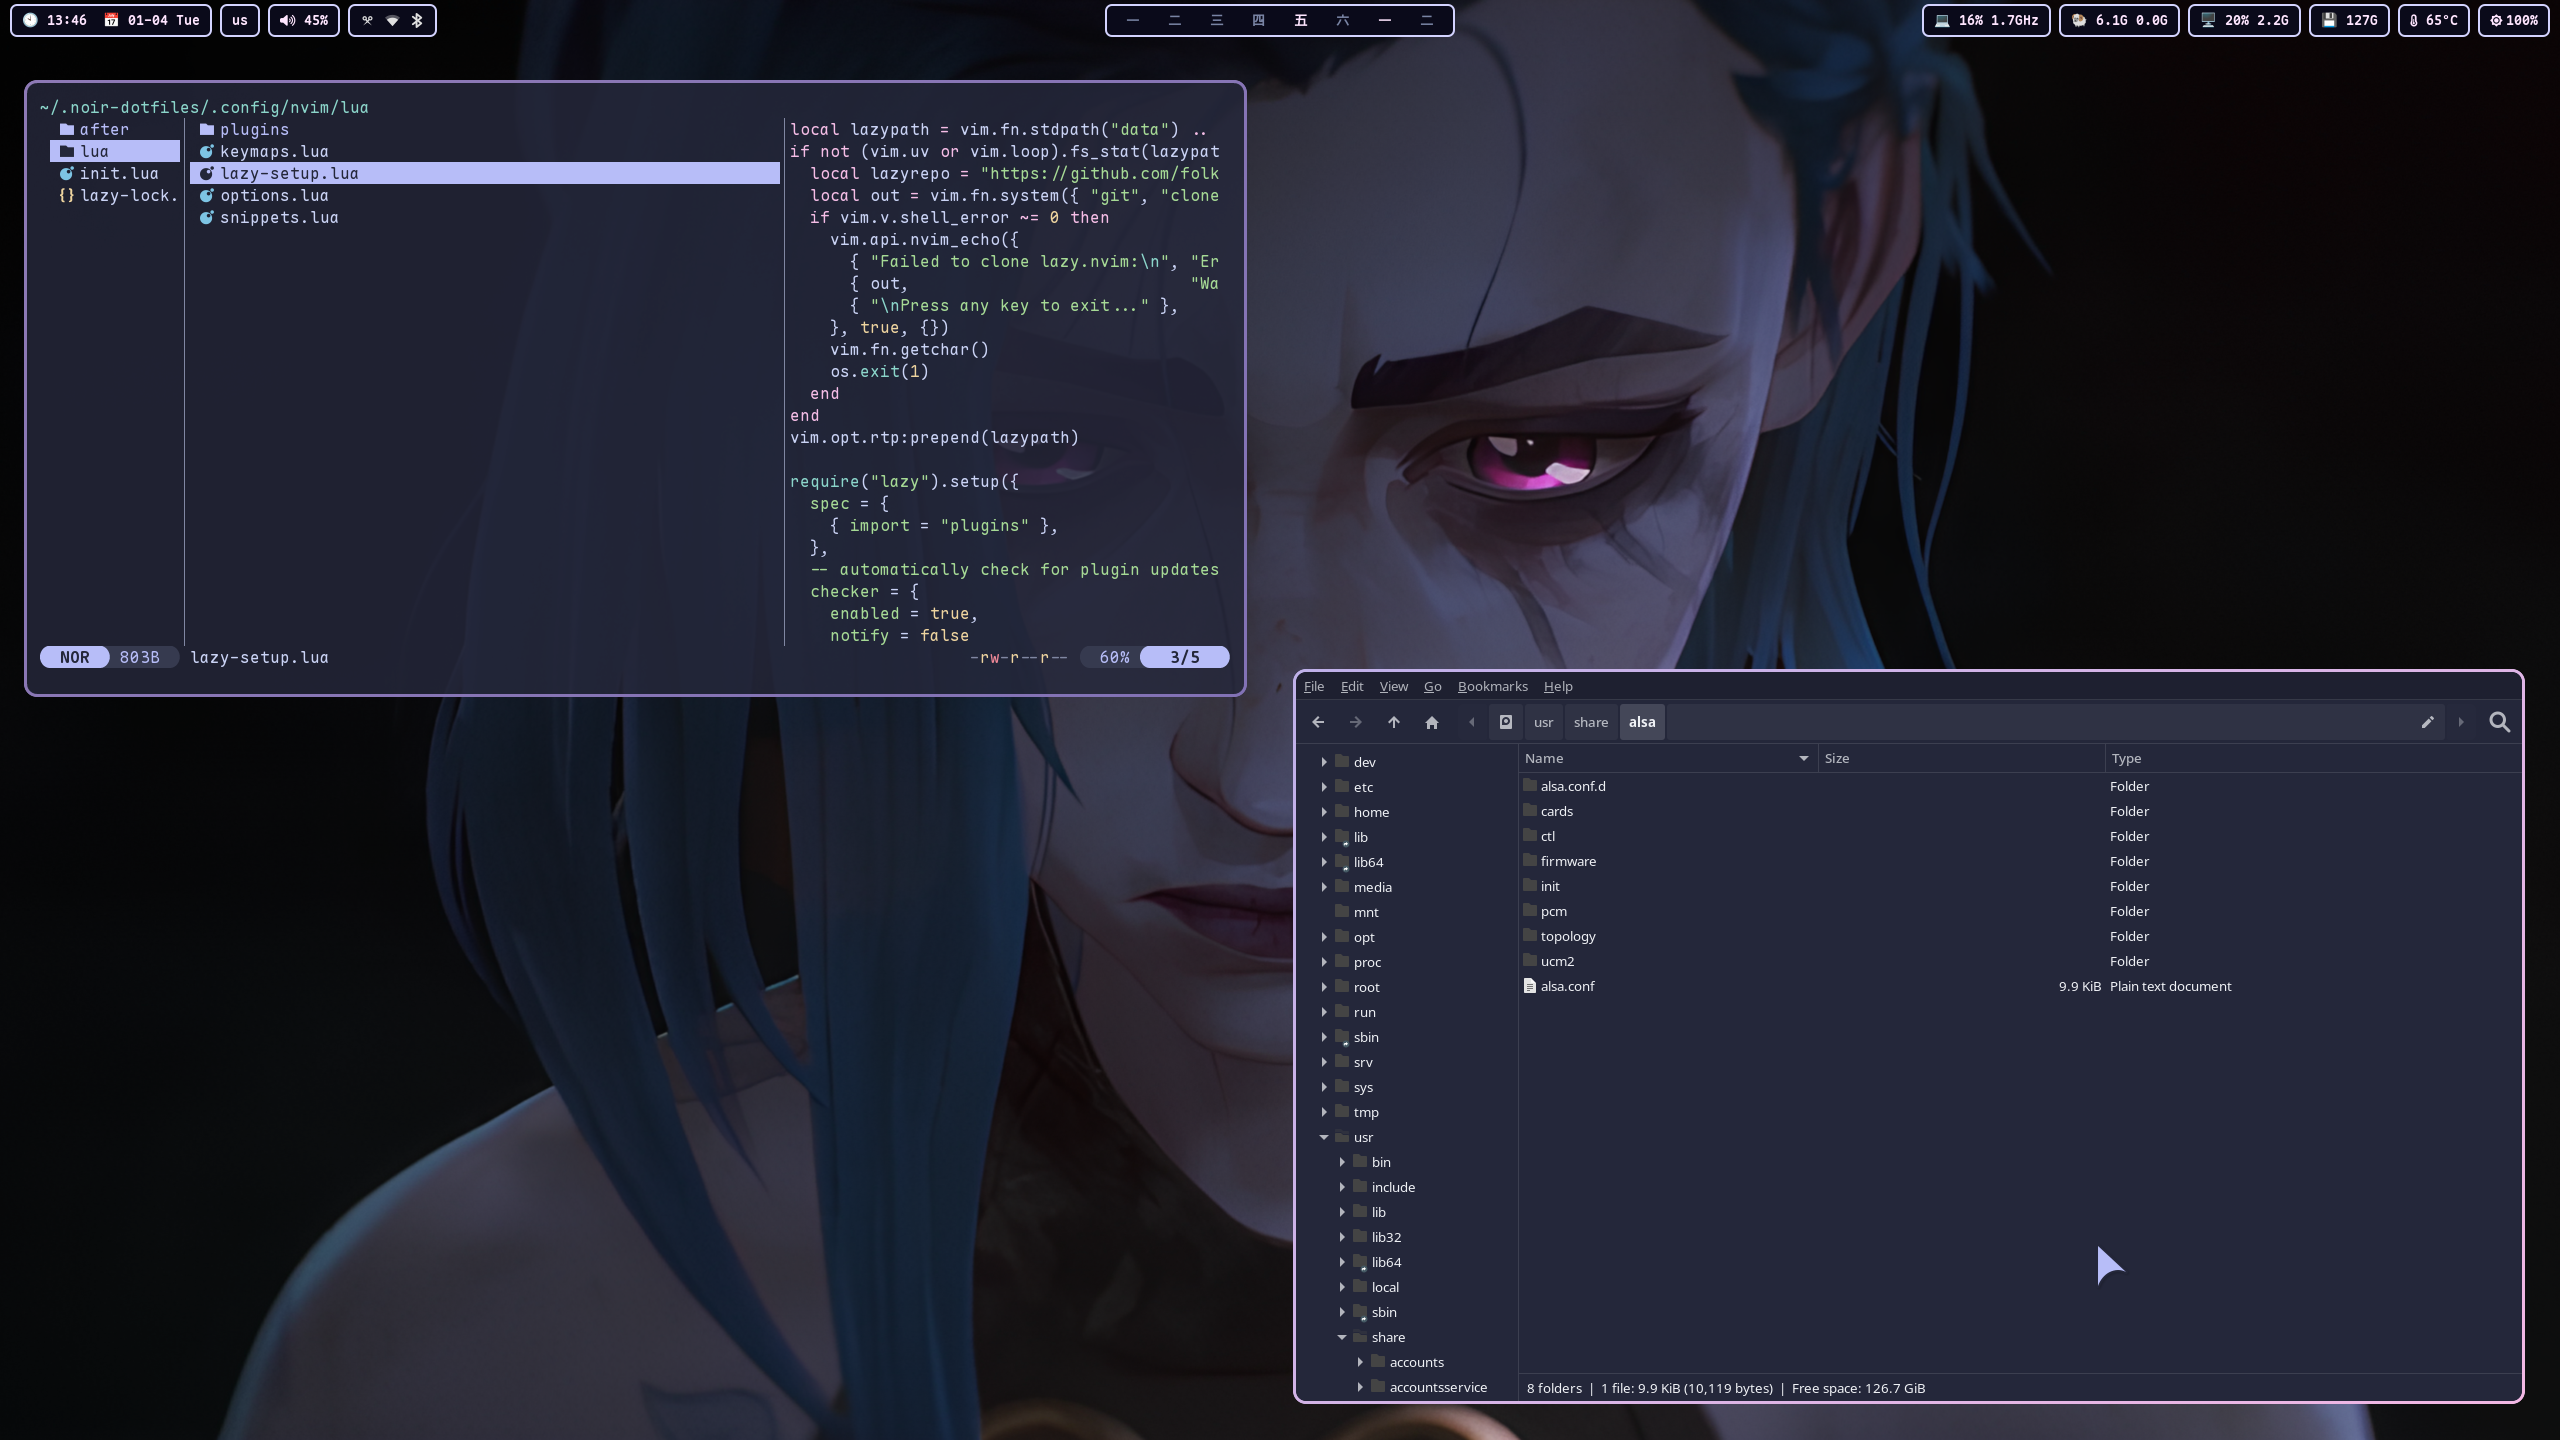 13:46 01-04 Tue us 45%
一 二 三 四 五 六 一 二
16% 1.7GHz 6.1G 0.0G 20% 2.2G 127G 65°C 100%
~/.noir-dotfiles/.config/nvim/lua
after
lua
init.lua
lazy-lock.
plugins
keymaps.lua
lazy-setup.lua
options.lua
snippets.lua
local lazypath = vim.fn.stdpath("data") ..
if not (vim.uv or vim.loop).fs_stat(lazypat
local lazyrepo = "https://github.com/folk
local out = vim.fn.system({ "git", "clone
if vim.v.shell_error ~= 0 then
vim.api.nvim_echo({
{ "Failed to clone lazy.nvim:\n", "Er
{ out, "Wa
{ "\nPress any key to exit..." },
}, true, {})
vim.fn.getchar()
os.exit(1)
end
end
vim.opt.rtp:prepend(lazypath)
require("lazy").setup({
spec = {
{ import = "plugins" },
},
-- automatically check for plugin updates
checker = {
enabled = true,
notify = false
NOR 803B lazy-setup.lua -rw-r--r-- 60% 3/5
File Edit View Go Bookmarks Help
usr share alsa
dev
etc
home
lib
lib64
media
mnt
opt
proc
root
run
sbin
srv
sys
tmp
usr
bin
include
lib
lib32
lib64
local
sbin
share
accounts
accountsservice
Name Size Type
alsa.conf.d Folder
cards Folder
ctl Folder
firmware Folder
init Folder
pcm Folder
topology Folder
ucm2 Folder
alsa.conf 9.9 KiB Plain text document
8 folders | 1 file: 9.9 KiB (10,119 bytes) | Free space: 126.7 GiB